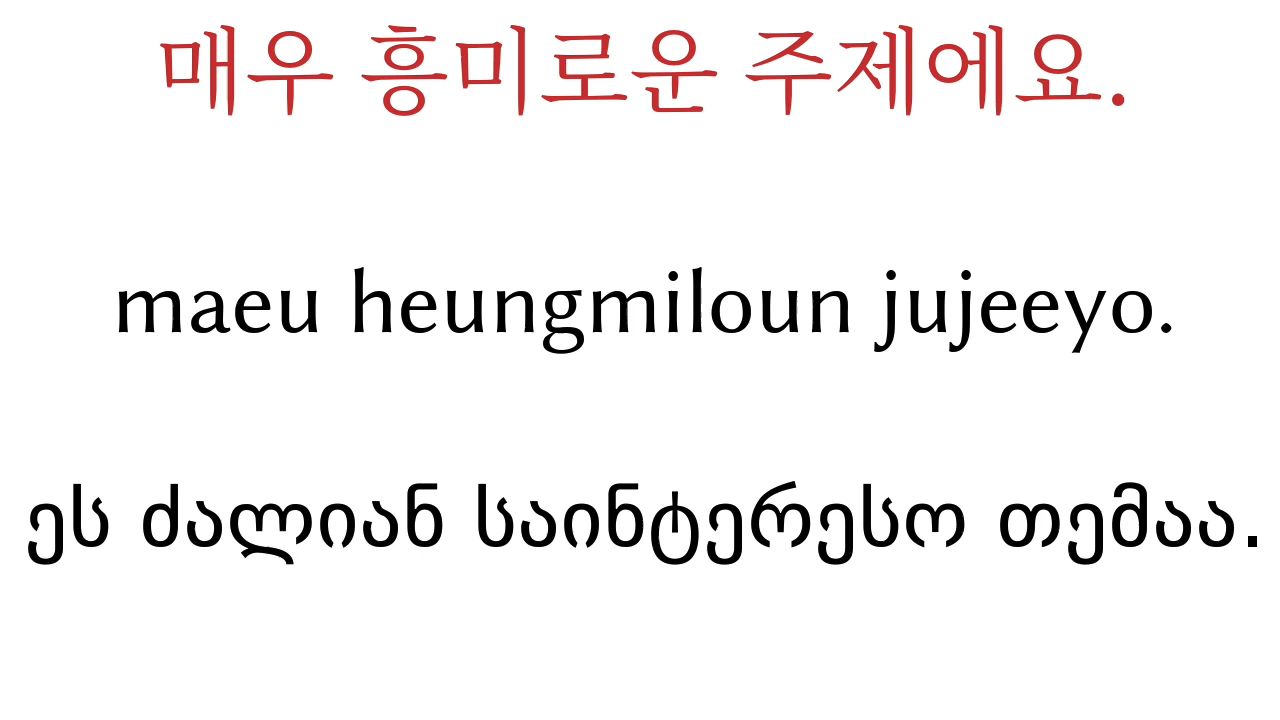 매우 흥미로운 주제에요.
maeu heungmiloun jujeeyo.
ეს ძალიან საინტერესო თემაა.